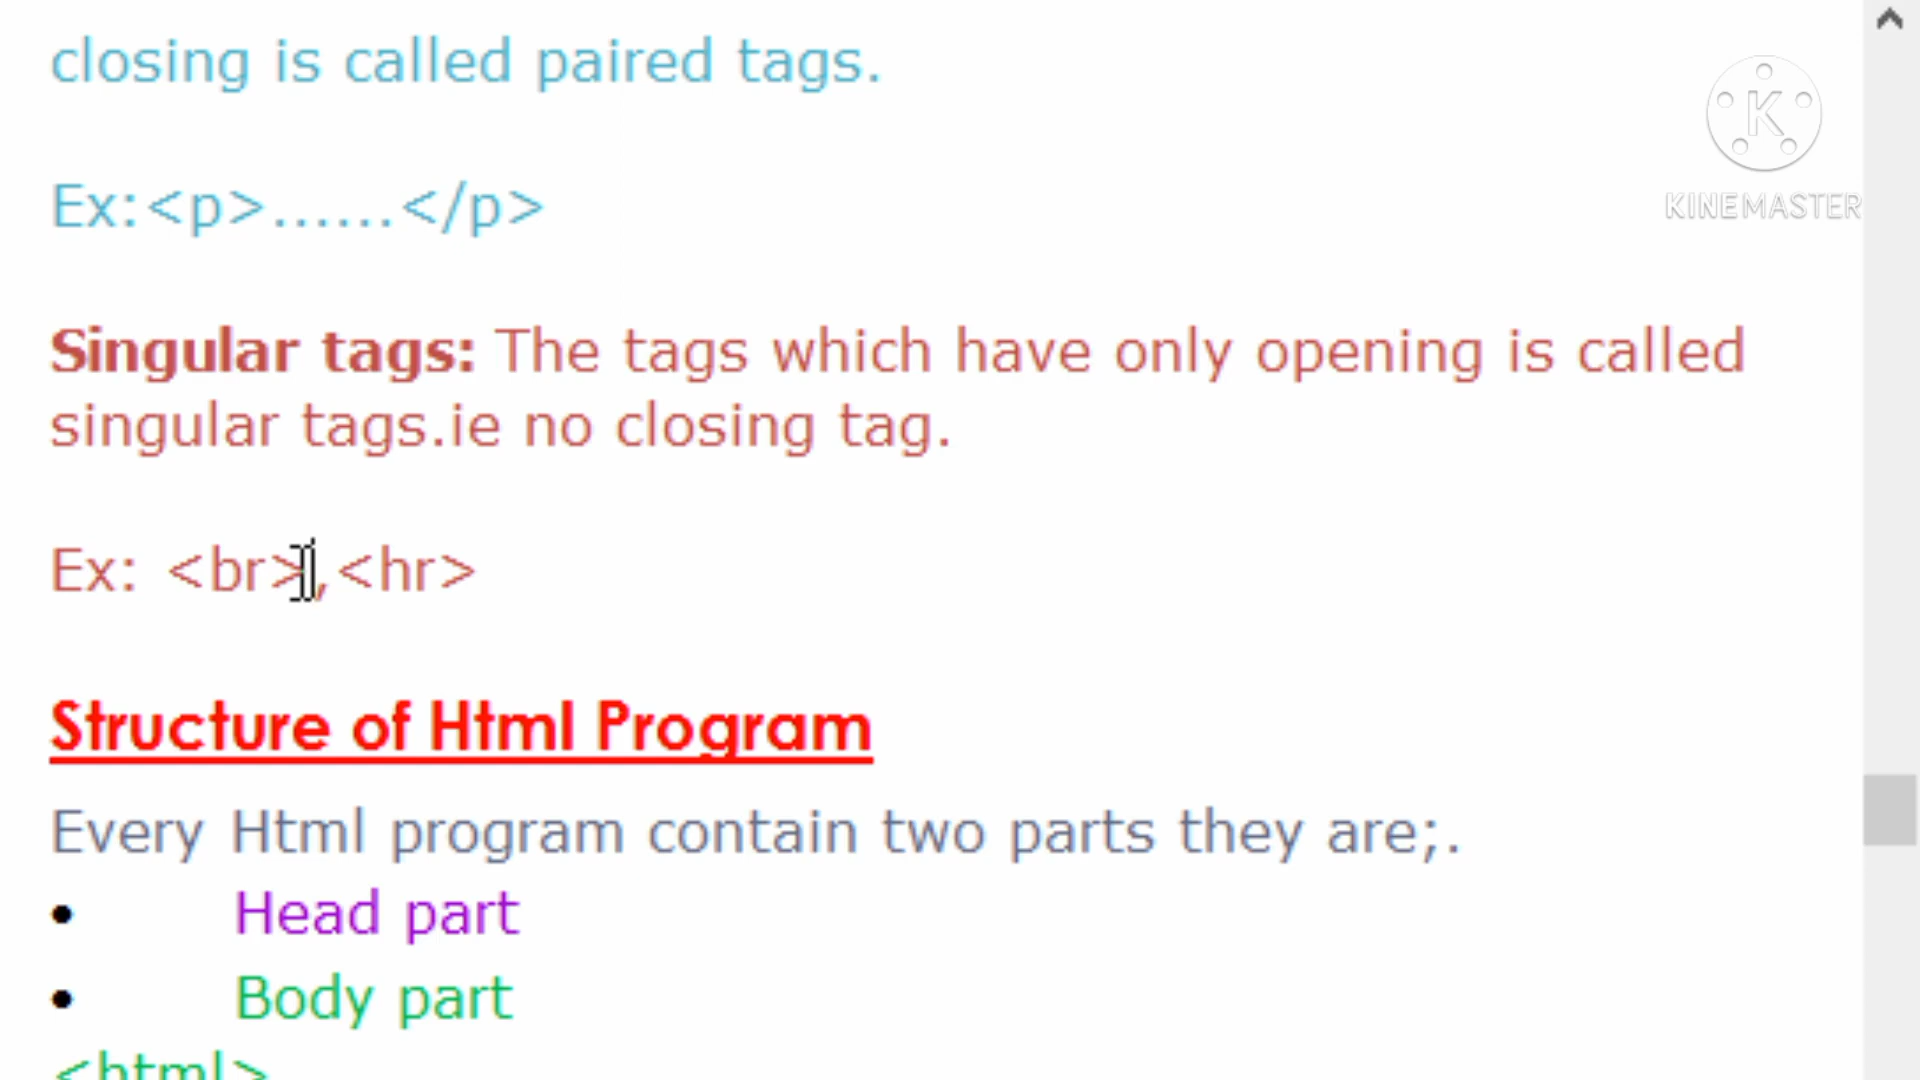 closing is called paired tags.
K
KINEMASTER
Ex:<p>......</p>
Singular tags: The tags which have only opening is called
singular tags.ie no closing tag.
Ex: <br>,<hr>
Structure of Html Program
Every Html program contain two parts they are;.
• Head part
• Body part
<html>